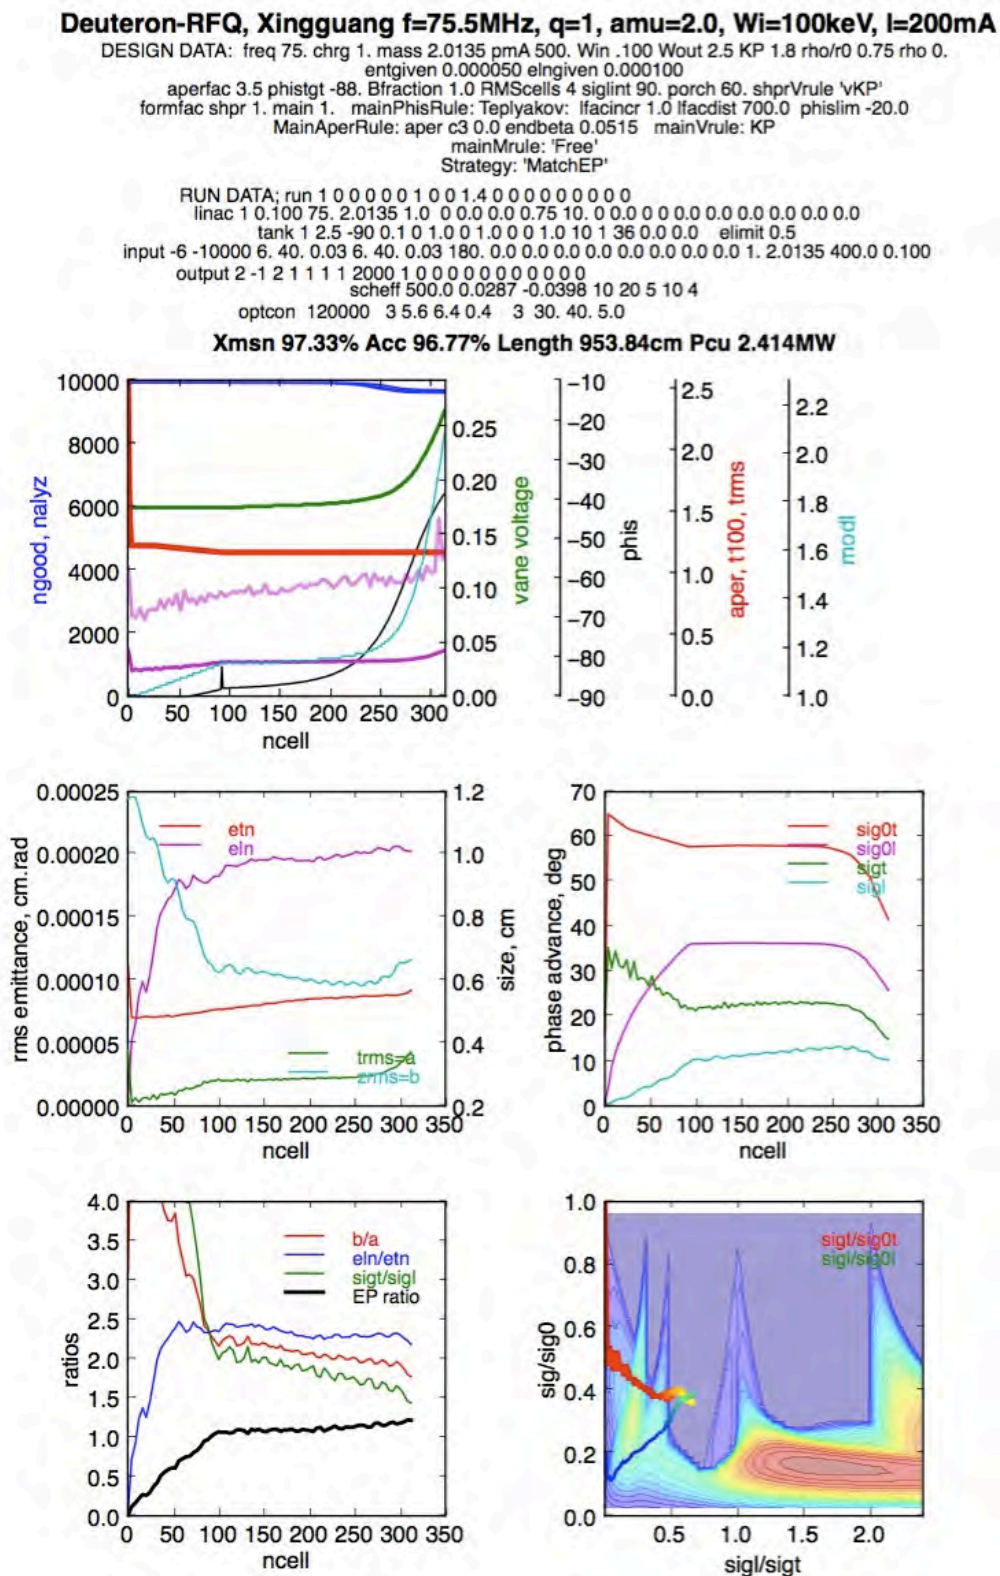 Deuteron-RFQ, Xingguang f=75.5MHz, q=1, amu=2.0, Wi=100keV, I=200mA
DESIGN DATA: freq 75. chrg 1. mass 2.0135 pmA 500. Win .100 Wout 2.5 KP 1.8 rho/r0 0.75 rho 0.
entgiven 0.000050 elngiven 0.000100
aperfac 3.5 phistgt -88. Bfraction 1.0 RMScells 4 siglint 90. porch 60. shprVrule 'vKP'
formfac shpr 1. main 1. mainPhisRule: Teplyakov: lfacincr 1.0 lfacdist 700.0 phislim -20.0
MainAperRule: aper c3 0.0 endbeta 0.0515 mainVrule: KP
mainMrule: 'Free'
Strategy: 'MatchEP'
RUN DATA; run 1 0 0 0 0 0 1 0 0 1.4 0 0 0 0 0 0 0 0 0 0
linac 1 0.100 75. 2.0135 1.0 0 0.0 0.0 0.75 10. 0.0 0.0 0.0 0.0 0.0 0.0 0.0 0.0
tank 1 2.5 -90 0.1 0 1.0 0 1.0 0 0 1.0 10 1 36 0.0 0.0 elimit 0.5
input -6 -10000 6. 40. 0.03 6. 40. 0.03 180. 0.0 0.0 0.0 0.0 0.0 0.0 0.0 0.0 1. 2.0135 400.0 0.100
output 2 -1 2 1 1 1 1 2000 1 0 0 0 0 0 0 0 0 0 0 0
scheff 500.0 0.0287 -0.0398 10 20 5 10 4
optcon 120000 3 5.6 6.4 0.4 3 30. 40. 5.0
Xmsn 97.33% Acc 96.77% Length 953.84cm Pcu 2.414MW
10000 8000 6000 4000 2000 0
ngood, nalyz
0 50 100 150 200 250 300
ncell
0.25 0.20 0.15 0.10 0.05 0.00
vane voltage
−10 −20 −30 −40 −50 −60 −70 −80 −90
phis
2.5 2.0 1.5 1.0 0.5 0.0
aper, t100, trms
2.2 2.0 1.8 1.6 1.4 1.2 1.0
modl
0.00025 0.00020 0.00015 0.00010 0.00005 0.00000
rms emittance, cm.rad
etn
eln
trms=a
zrms=b
1.2 1.0 0.8 0.6 0.4 0.2
size, cm
0 50 100 150 200 250 300 350
ncell
70 60 50 40 30 20 10 0
phase advance, deg
sig0t
sig0l
sigt
sigl
0 50 100 150 200 250 300 350
ncell
4.0 3.5 3.0 2.5 2.0 1.5 1.0 0.5 0.0
ratios
b/a
eln/etn
sigt/sigl
EP ratio
0 50 100 150 200 250 300 350
ncell
1.0 0.8 0.6 0.4 0.2 0.0
sig/sig0
sigt/sig0t
sigl/sig0l
0.5 1.0 1.5 2.0
sigl/sigt